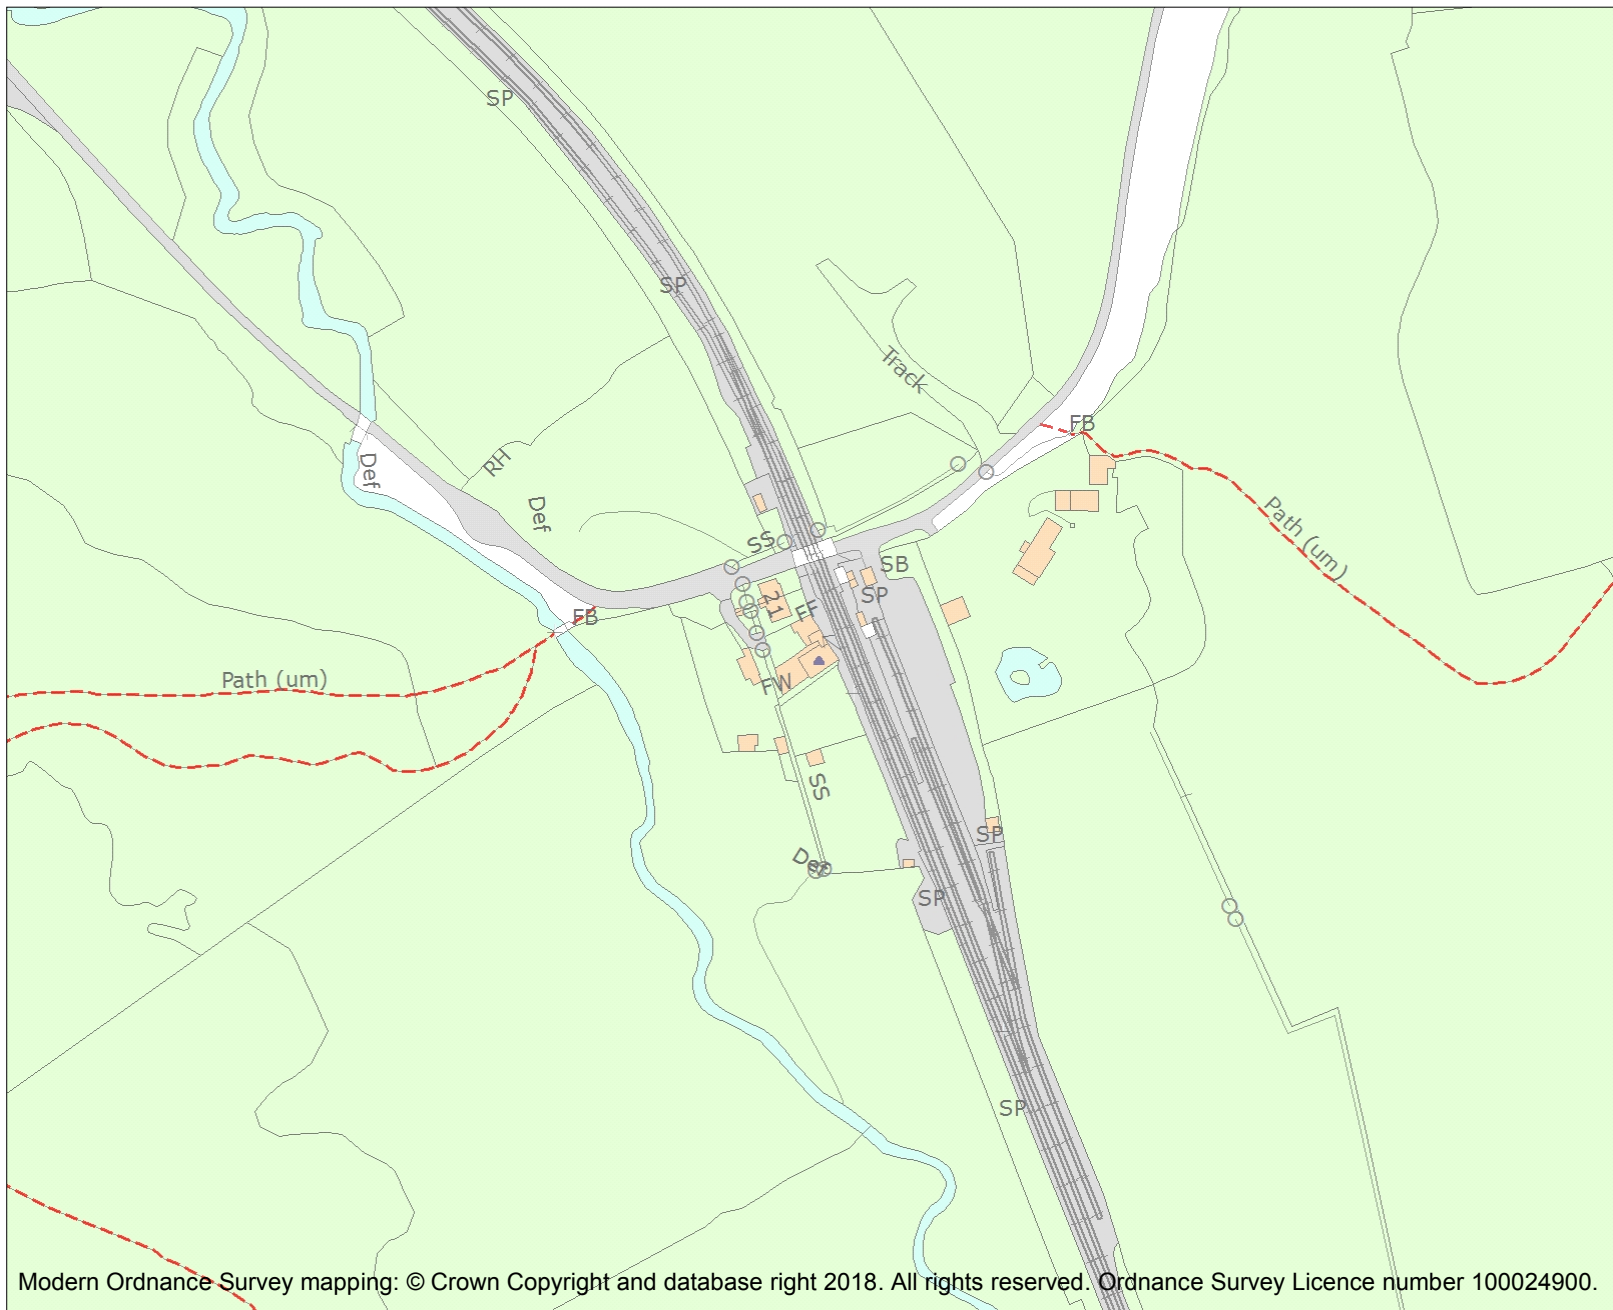 SP
SP
Track
FB
RH
Def
Def
Path (um)
SS
SB
21
FF
SP
FB
Path (um)
FW
SS
SP
Def
SP
SP
Modern Ordnance Survey mapping: © Crown Copyright and database right 2018. All rights reserved. Ordnance Survey Licence number 100024900.